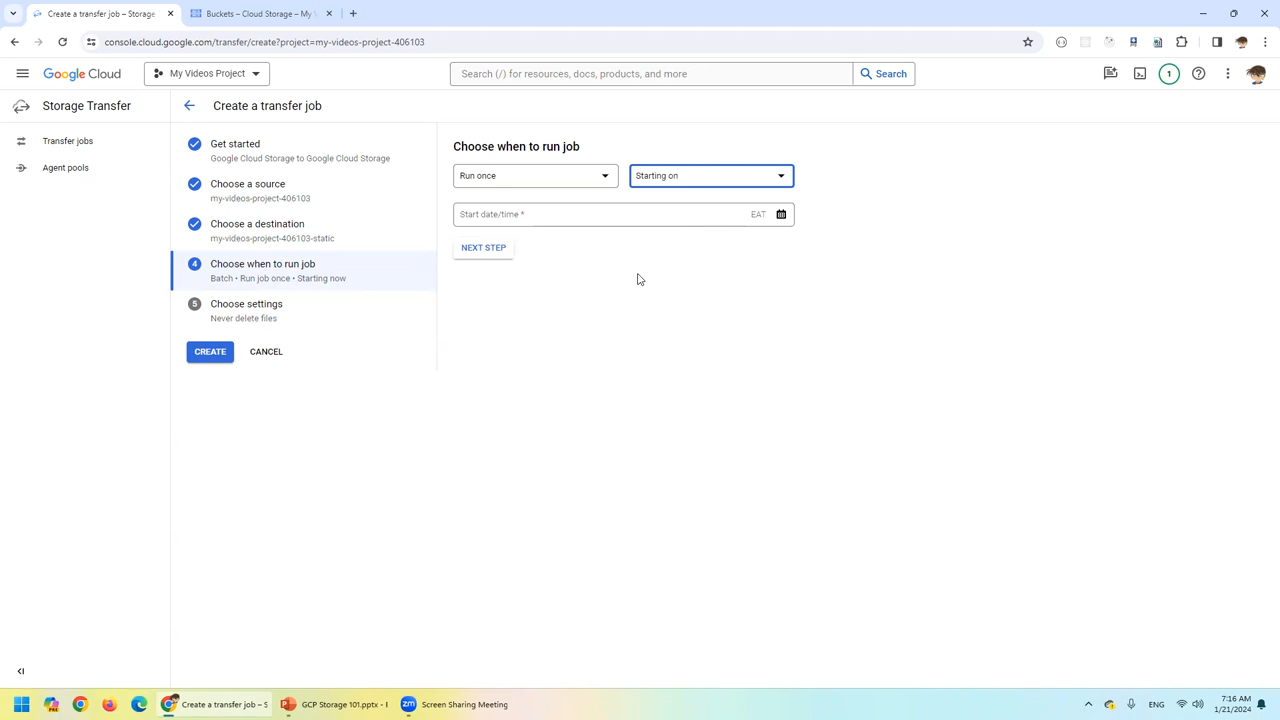 Create a transfer job – Storage
Buckets – Cloud Storage – My V
console.cloud.google.com/transfer/create?project=my-videos-project-406103
Google Cloud
My Videos Project
Search (/) for resources, docs, products, and more
Search
1
Storage Transfer
Create a transfer job
Transfer jobs
Agent pools
Get started
Google Cloud Storage to Google Cloud Storage
Choose a source
my-videos-project-406103
Choose a destination
my-videos-project-406103-static
4
Choose when to run job
Batch • Run job once • Starting now
5
Choose settings
Never delete files
CREATE
CANCEL
Choose when to run job
Run once
Starting on
Start date/time *
EAT
NEXT STEP
Create a transfer job – S
GCP Storage 101.pptx - I
Screen Sharing Meeting
ENG
7:16 AM
1/21/2024